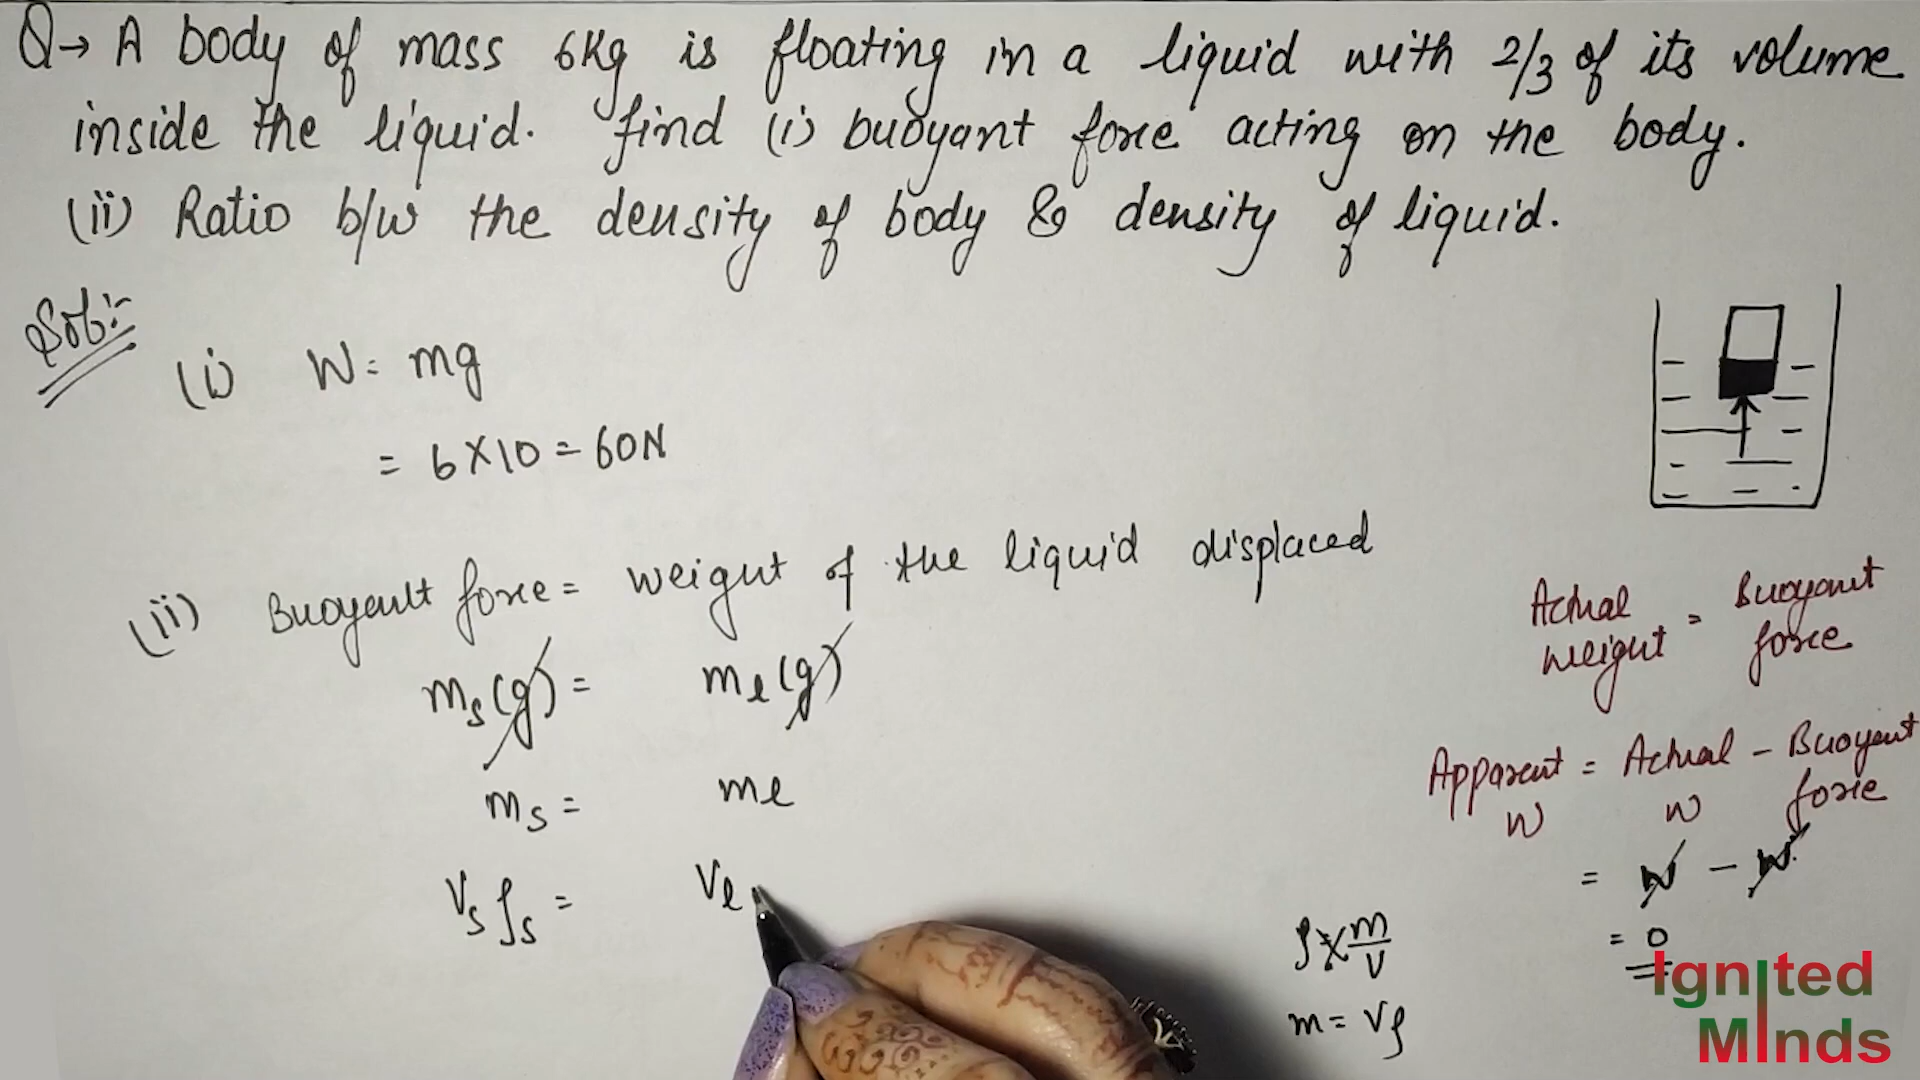 Q→ A body of mass 6Kg is floating in a liquid with 2/3 of its volume
inside the liquid. find (i) buoyant force acting on the body.
(ii) Ratio b/w the density of body & density of liquid.
Sol:-
(i) W = mg
= 6×10 = 60N
(ii) Buoyant force = weight of the liquid displaced
ms(g) = ml(g)
ms = ml
Vs ρs = Vl
Actual weight = Buoyant force
Apparent W = Actual W - Buoyant force
= W - W
= 0
ρ × m/V
m = Vρ
Ignited
Minds